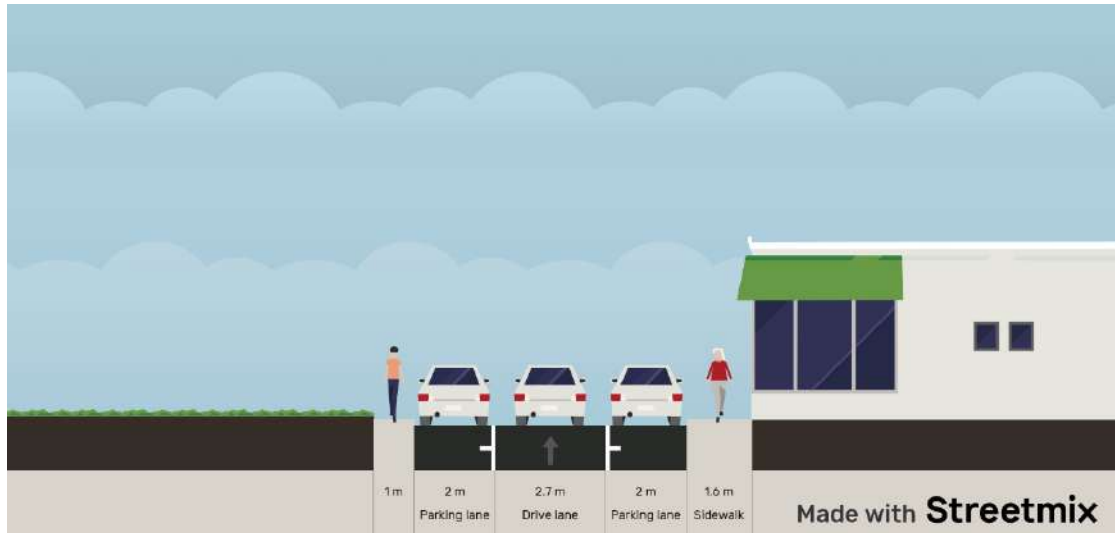 1 m
2 m
Parking lane
2.7 m
Drive lane
2 m
Parking lane
1.6 m
Sidewalk
Made with Streetmix